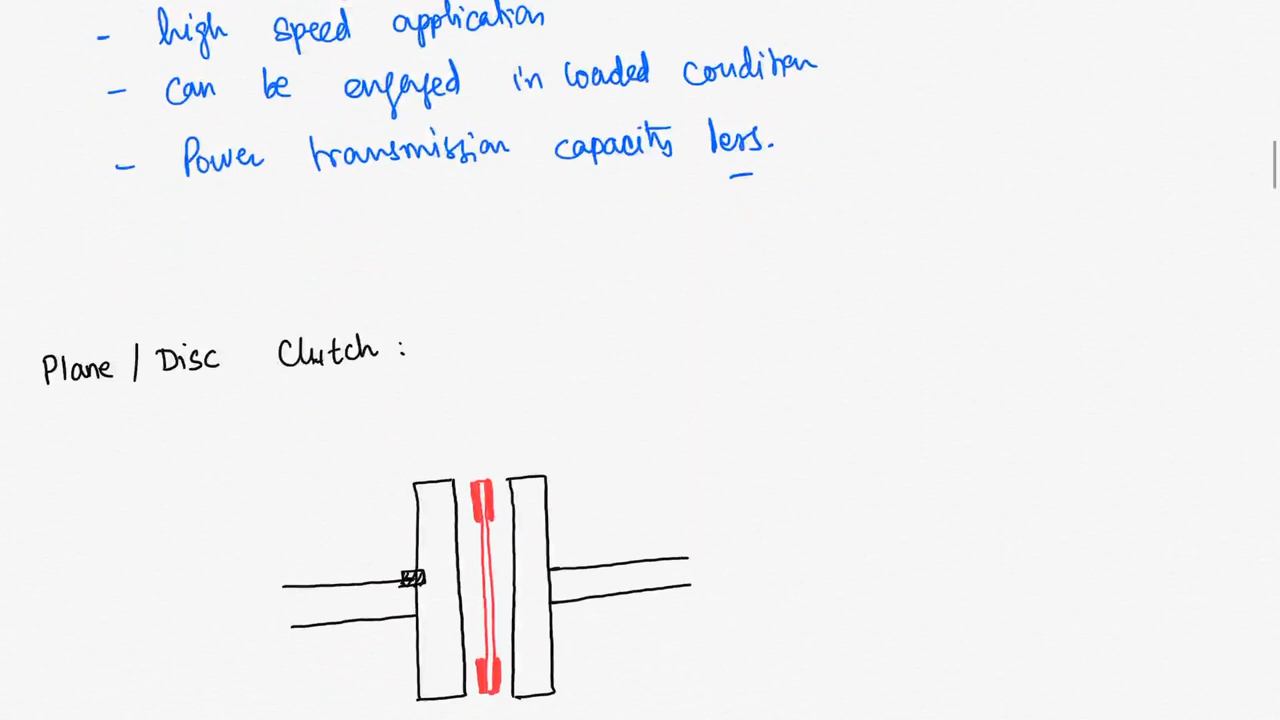 - high speed application
- can be engaged in loaded condition
- Power transmission capacity less.
Plane / Disc Clutch :